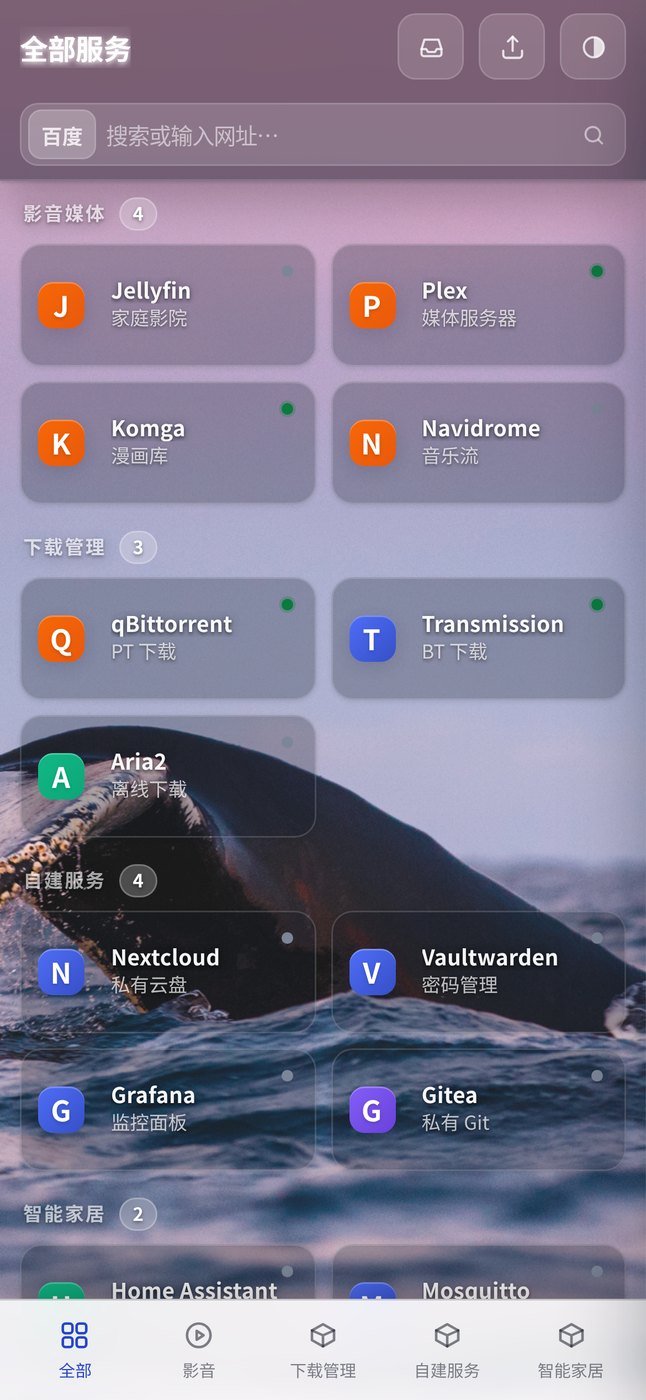 全部服务
百度 搜索或输入网址…
影音媒体 4
J Jellyfin
家庭影院
P Plex
媒体服务器
K Komga
漫画库
N Navidrome
音乐流
下载管理 3
Q qBittorrent
PT 下载
T Transmission
BT 下载
A Aria2
离线下载
自建服务 4
N Nextcloud
私有云盘
V Vaultwarden
密码管理
G Grafana
监控面板
G Gitea
私有 Git
智能家居 2
H Home Assistant
M Mosquitto
全部 影音 下载管理 自建服务 智能家居